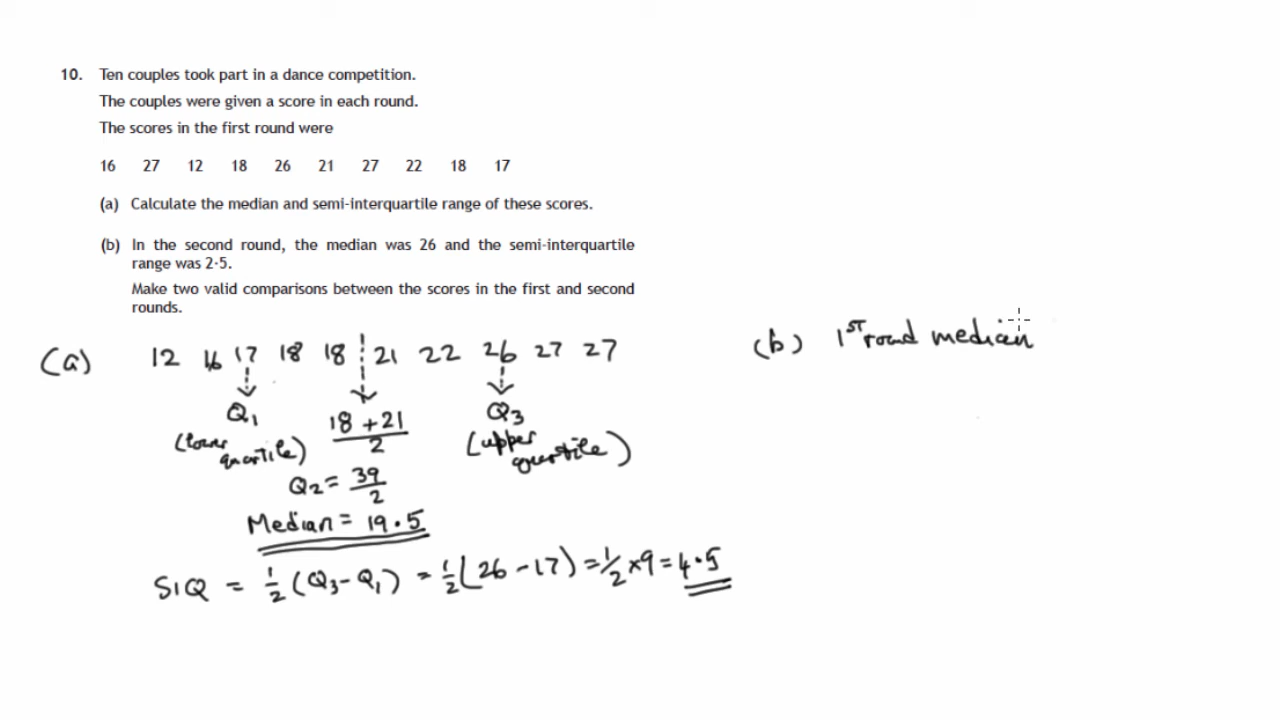 10. Ten couples took part in a dance competition.
The couples were given a score in each round.
The scores in the first round were
16 27 12 18 26 21 27 22 18 17
(a) Calculate the median and semi-interquartile range of these scores.
(b) In the second round, the median was 26 and the semi-interquartile
range was 2·5.
Make two valid comparisons between the scores in the first and second
rounds.
(a) 12 16 17 18 18 21 22 26 27 27
Q1
(lower
quartile)
18 + 21
2
Q3
(upper
quartile)
Q2 = 39
2
Median = 19.5
SIQ = 1/2 (Q3 - Q1) = 1/2 (26 - 17) = 1/2 × 9 = 4.5
(b) 1ST round median